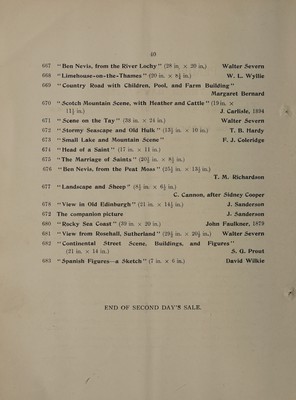 40
667 "Ben Nevis, from the River Lochy" (28 in. × 20 in.) Walter Severn
668 "Limehouse-on-the-Thames" (20 in. × 8½ in.) W. L. Wyllie
669 "Country Road with Children, Pool, and Farm Building"
Margaret Bernard
670 "Scotch Mountain Scene, with Heather and Cattle" (18 in. ×
11½ in.) J. Carlisle, 1894
671 "Scene on the Tay" (36 in. × 24 in.) Walter Severn
672 "Stormy Seascape and Old Hulk" (13½ in. × 10 in.) T. B. Hardy
673 "Small Lake and Mountain Scene" F. J. Coleridge
674 "Head of a Saint" (17 in. × 11 in.)
675 "The Marriage of Saints" (20½ in. × 8½ in.)
676 "Ben Nevis, from the Peat Moss" (35½ in. × 13½ in.)
T. M. Richardson
677 "Landscape and Sheep" (8½ in. × 6½ in.)
C. Cannon, after Sidney Cooper
678 "View in Old Edinburgh" (21 in. × 14½ in.) J. Sanderson
672 The companion picture J. Sanderson
680 "Rocky Sea Coast" (30 in. × 20 in.) John Faulkner, 1879
681 "View from Rosehall, Sutherland" (29½ in. × 20½ in.) Walter Severn
682 "Continental Street Scene, Buildings, and Figures"
(21 in. × 14 in.) S. G. Prout
683 "Spanish Figures—a Sketch" (7 in. × 6 in.) David Wilkie
END OF SECOND DAY'S SALE.